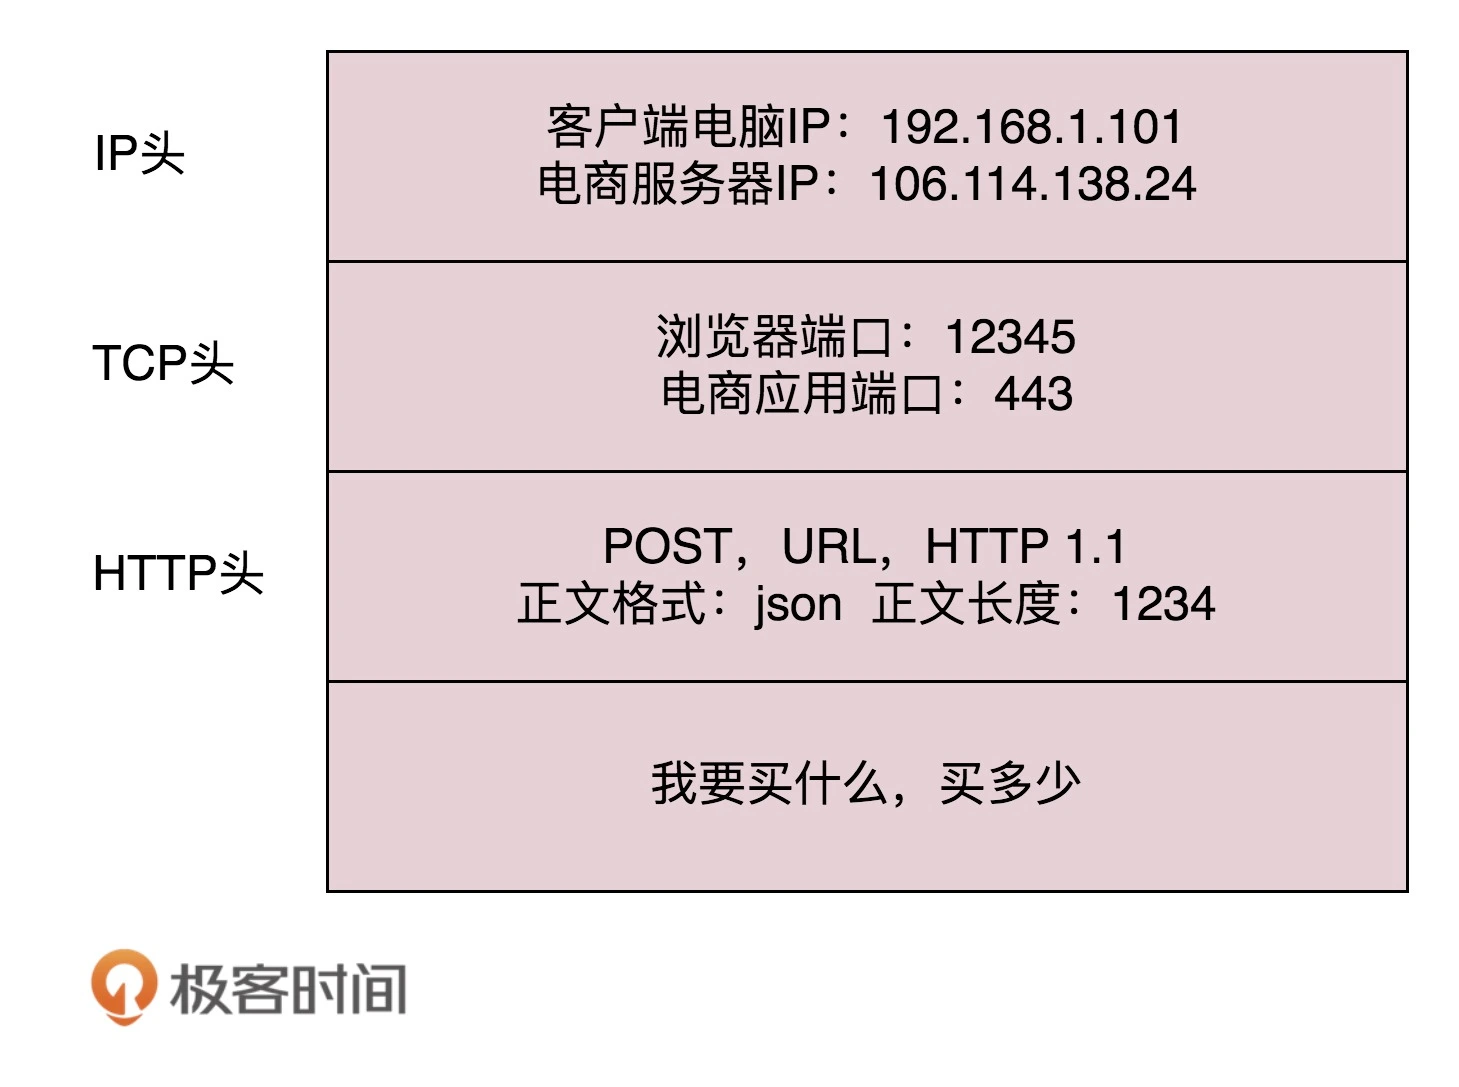 IP头
客户端电脑IP：192.168.1.101
电商服务器IP：106.114.138.24
TCP头
浏览器端口：12345
电商应用端口：443
HTTP头
POST，URL，HTTP 1.1
正文格式：json 正文长度：1234
我要买什么，买多少
极客时间